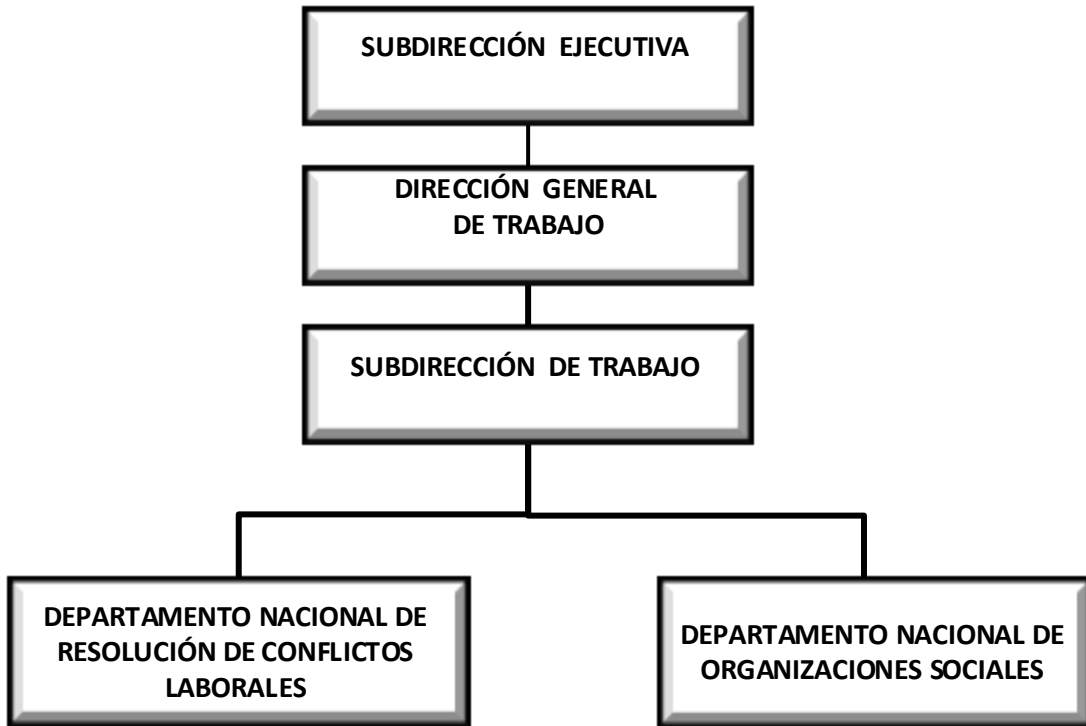 SUBDIRECCIÓN EJECUTIVA
DIRECCIÓN GENERAL
DE TRABAJO
SUBDIRECCIÓN DE TRABAJO
DEPARTAMENTO NACIONAL DE
RESOLUCIÓN DE CONFLICTOS
LABORALES
DEPARTAMENTO NACIONAL DE
ORGANIZACIONES SOCIALES